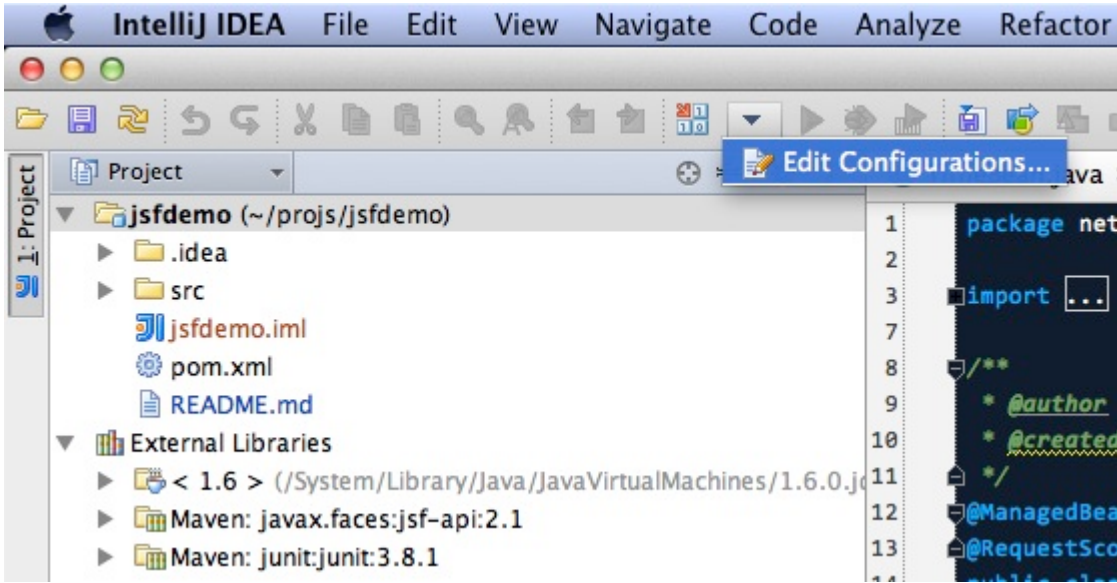 IntelliJ IDEA File Edit View Navigate Code Analyze Refactor
Edit Configurations...
Project
ava
1: Project
jsfdemo (~/projs/jsfdemo)
.idea
src
jsfdemo.iml
pom.xml
README.md
External Libraries
< 1.6 > (/System/Library/Java/JavaVirtualMachines/1.6.0.jd
Maven: javax.faces:jsf-api:2.1
Maven: junit:junit:3.8.1
1 package net
2
3 import ...
7
8 /**
9 * @author
10 * @created
11 */
12 @ManagedBea
13 @RequestSco